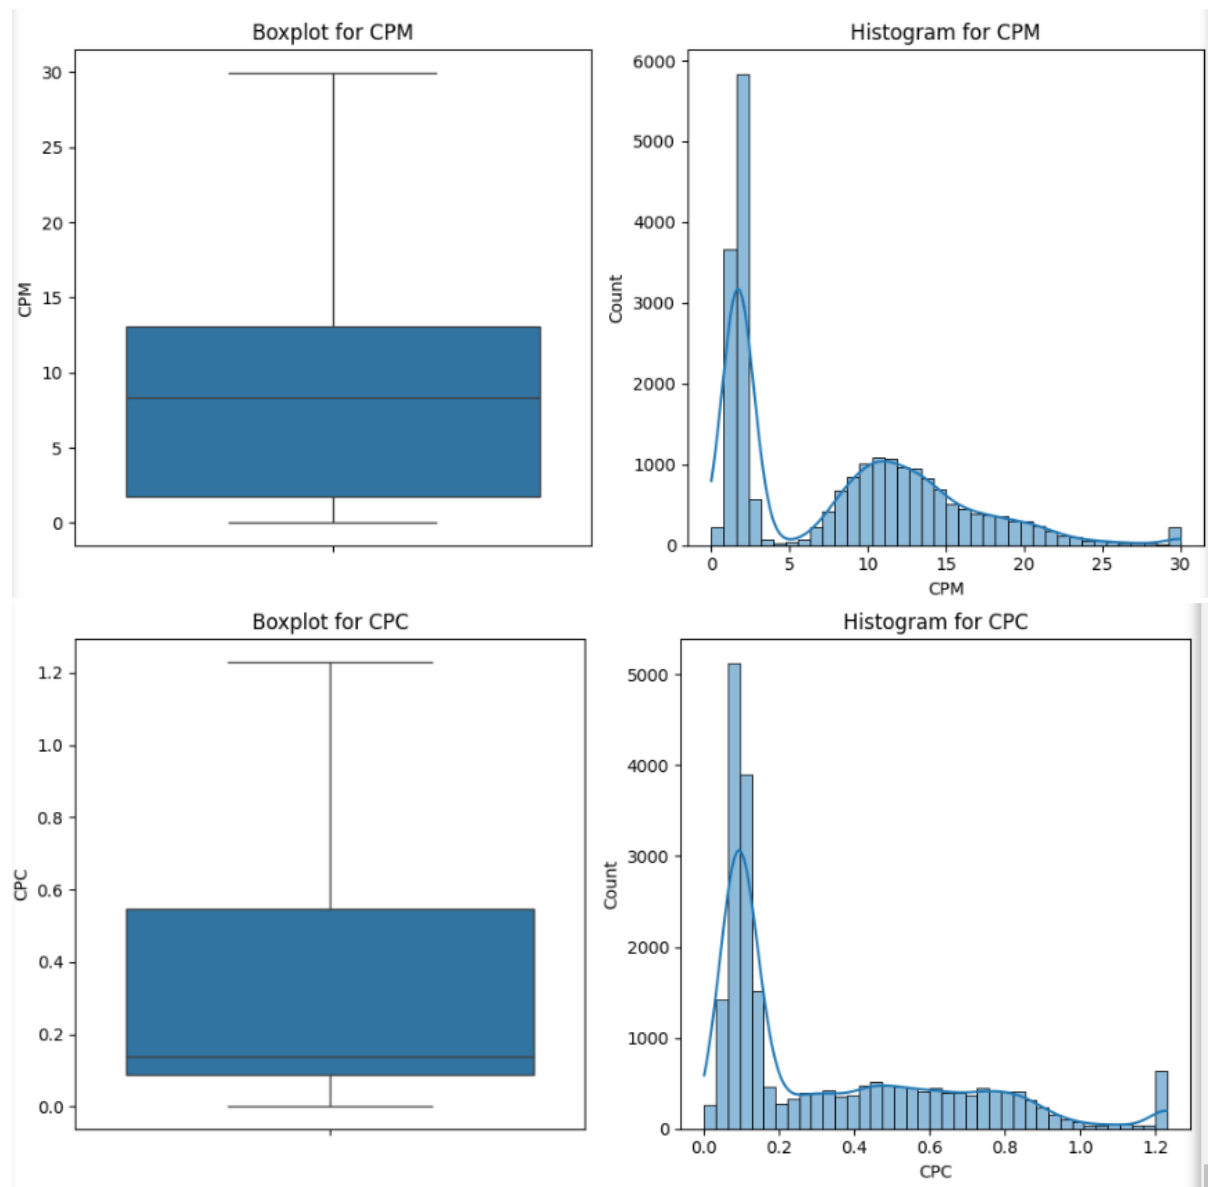 Boxplot for CPM
30
25
20
15
10
5
0
CPM
Histogram for CPM
6000
5000
4000
3000
2000
1000
0
Count
0 5 10 15 20 25 30
CPM
Boxplot for CPC
1.2
1.0
0.8
0.6
0.4
0.2
0.0
CPC
Histogram for CPC
5000
4000
3000
2000
1000
0
Count
0.0 0.2 0.4 0.6 0.8 1.0 1.2
CPC